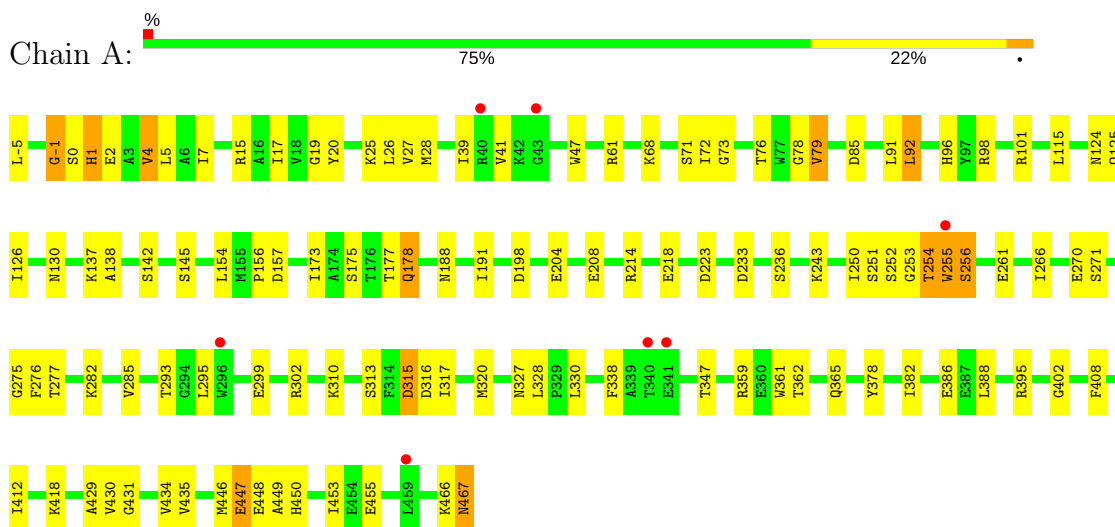 %
Chain A:
75% 22% •
L-5 G-1 S0 H1 E2 A3 V4 L5 A6 I7 R15 A16 I17 V18 G19 Y20 K25 L26 V27 M28 I39 R40 V41 K42 G43 W47 R61 K68 S71 I72 G73 T76 W77 G78 V79 D85 L91 L92 H96 Y97 R98 R101 L115 N124
I126 N130 K137 A138 S142 S145 L154 M155 P156 D157 I173 A174 S175 T176 T177 Q178 N188 I191 D198 E204 E208 R214 E218 D223 D233 S236 K243 I250 S251 S252 G253 T254 W255 S256 E261 I266 E270 S271
G275 F276 T277 K282 V285 T293 G294 L295 W296 E299 R302 K310 S313 F314 D315 D316 I317 M320 N327 L328 P329 L330 F338 A339 T340 E341 T347 R359 E360 W361 T362 Q365 Y378 I382 E386 E387 L388 R395 G402 F408
I412 K418 A429 V430 G431 V434 V435 M446 E447 E448 A449 H450 I453 E454 E455 L459 K466 N467